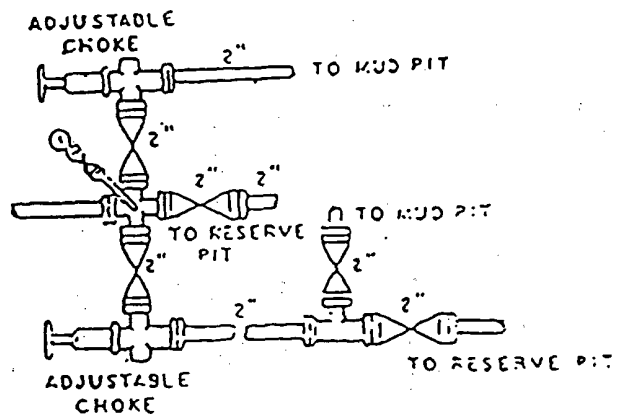 ADJUSTABLE
CHOKE
2"
TO MUD PIT
2"
2"
2"
TO RESERVE
PIT
TO MUD PIT
2"
2"
2"
2"
TO RESERVE PIT
ADJUSTABLE
CHOKE